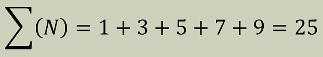 ∑(N) = 1 + 3 + 5 + 7 + 9 = 25